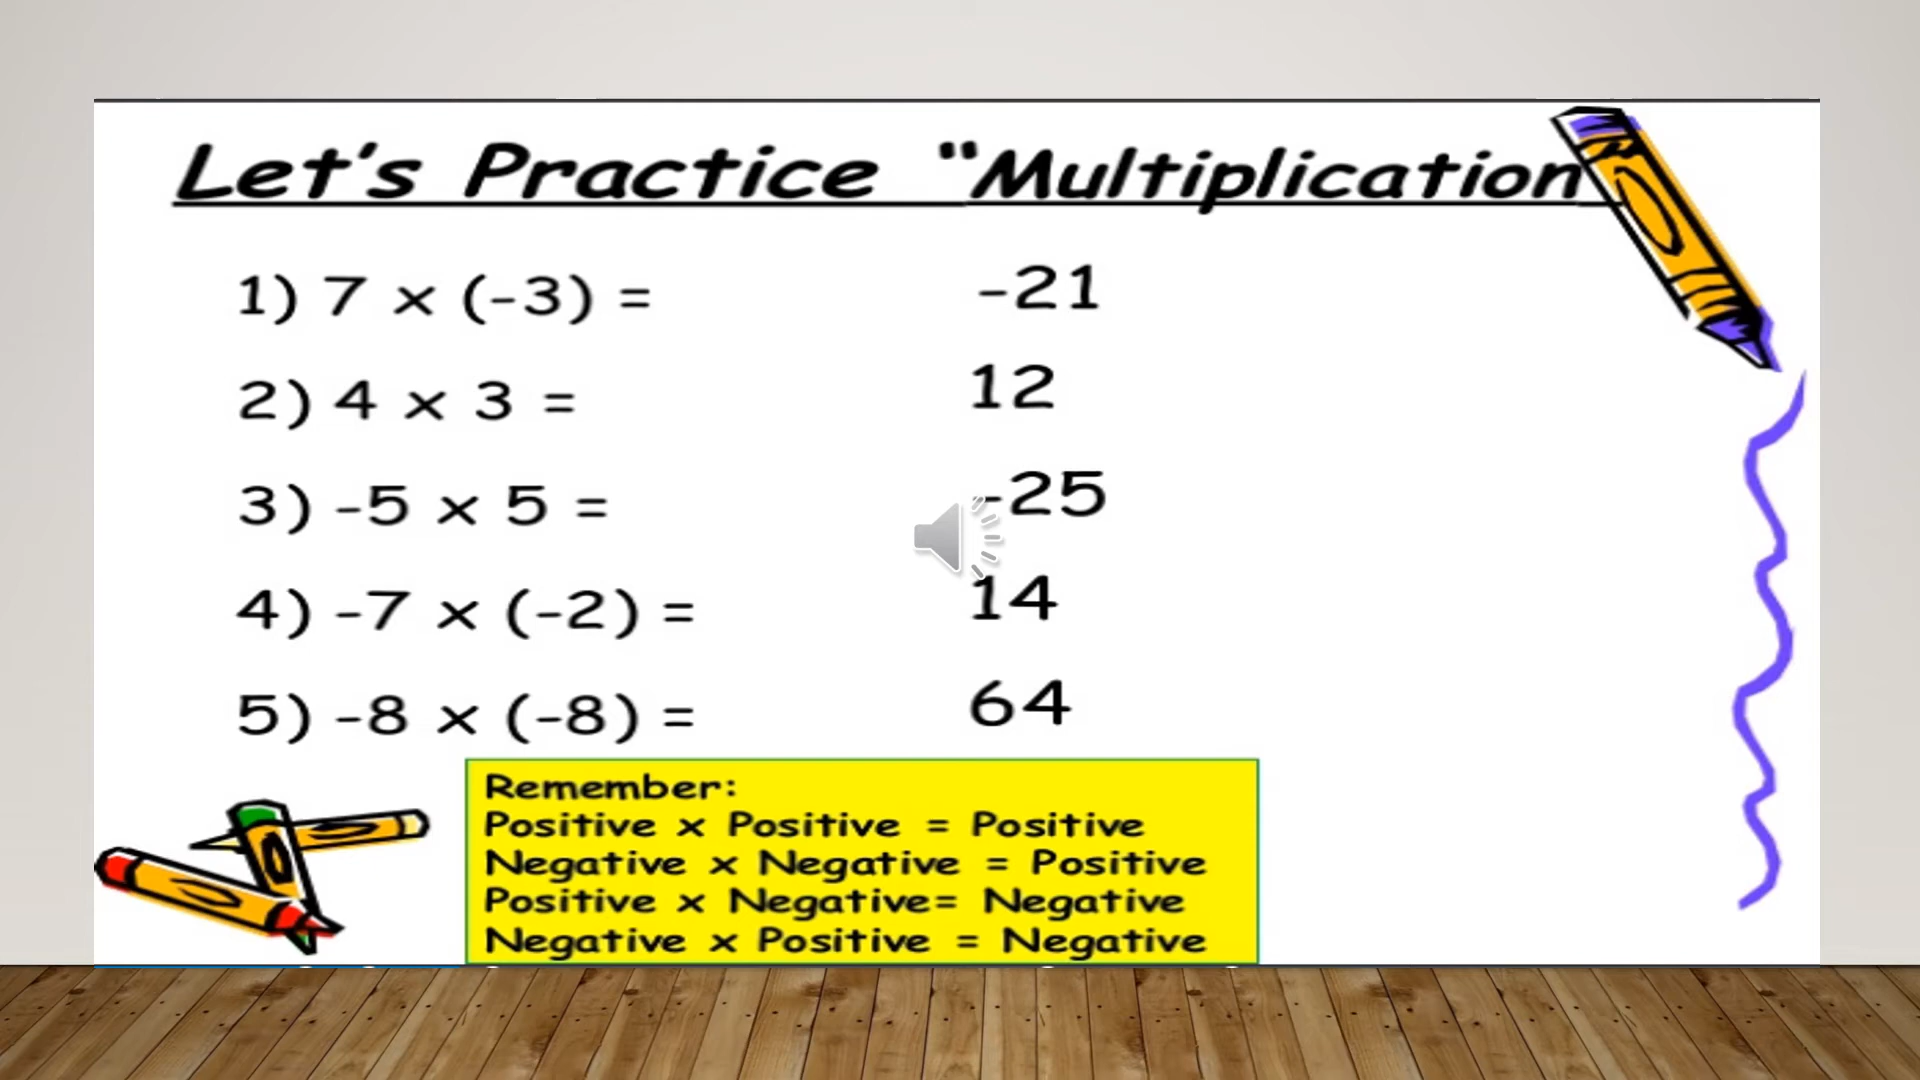 Let's Practice “Multiplication
1) 7 x (-3) = -21
2) 4 x 3 = 12
3) -5 x 5 = -25
4) -7 x (-2) = 14
5) -8 x (-8) = 64
Remember:
Positive x Positive = Positive
Negative x Negative = Positive
Positive x Negative= Negative
Negative x Positive = Negative